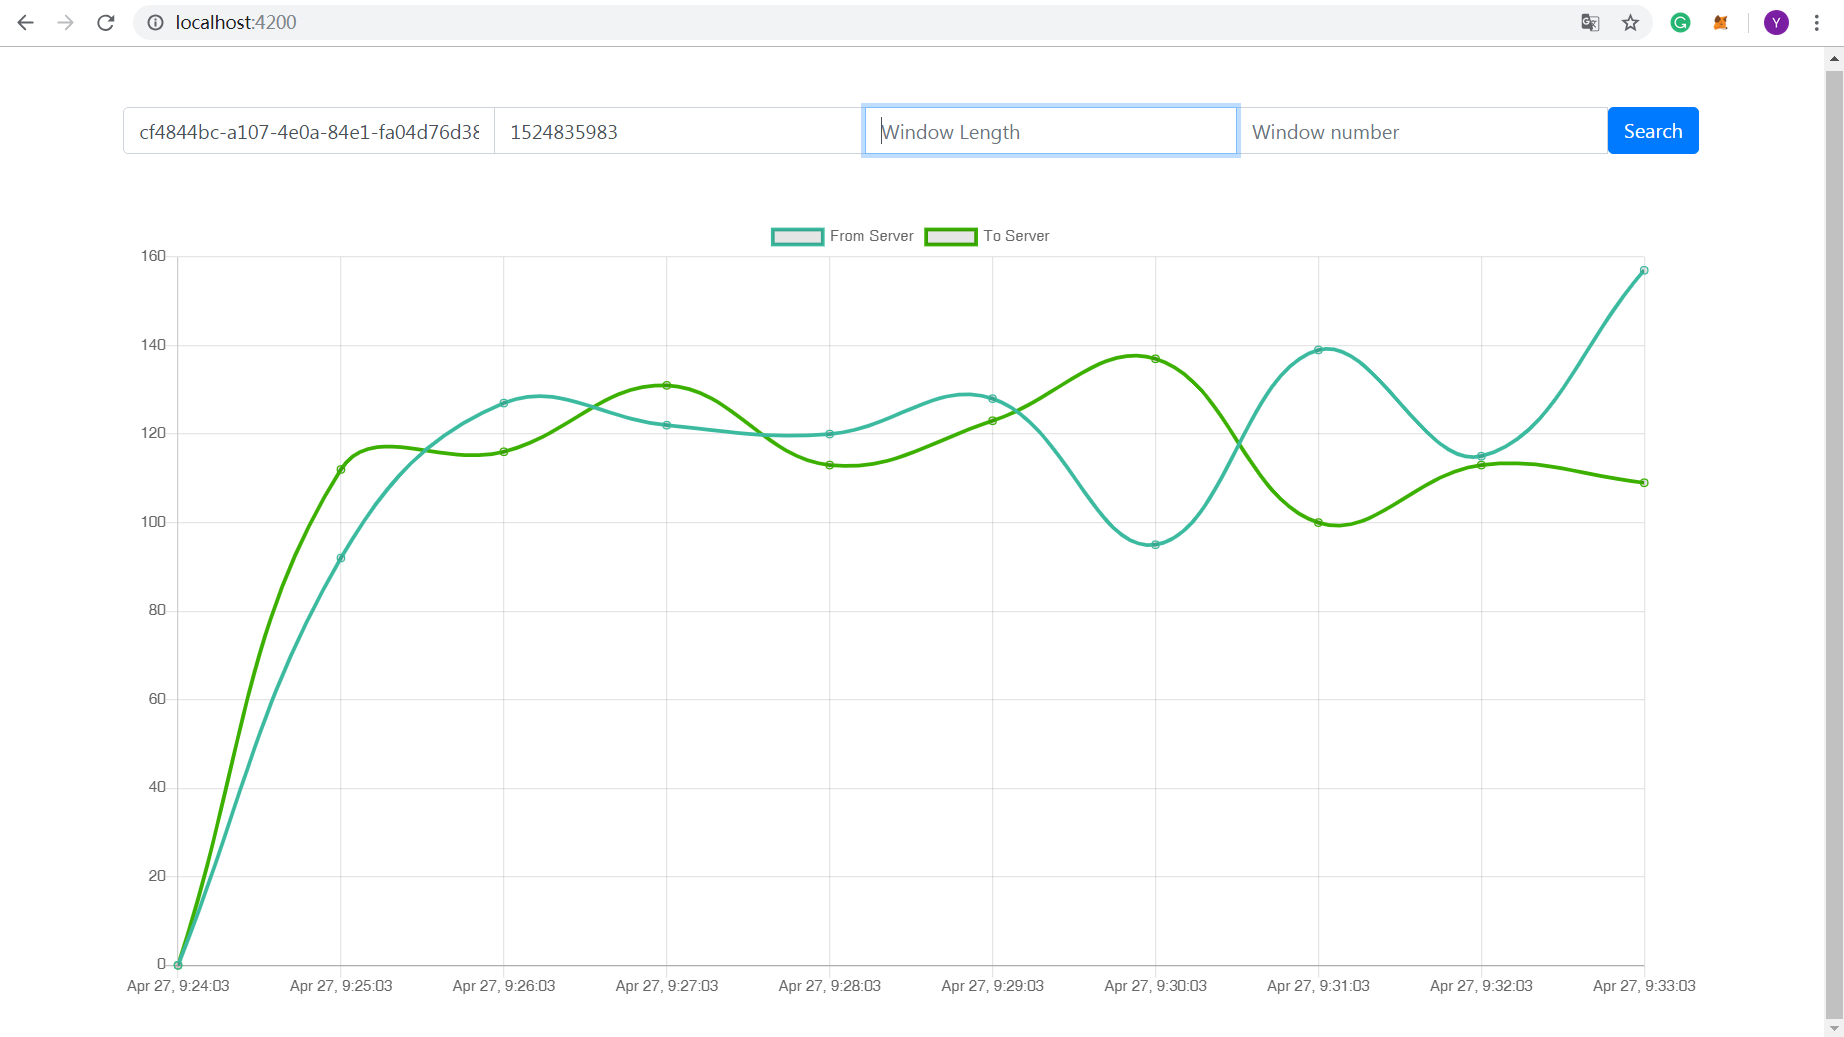 localhost:4200
Y
cf4844bc-a107-4e0a-84e1-fa04d76d38 1524835983 Window Length Window number Search
From Server To Server
160
140
120
100
80
60
40
20
0
Apr 27, 9:24:03 Apr 27, 9:25:03 Apr 27, 9:26:03 Apr 27, 9:27:03 Apr 27, 9:28:03 Apr 27, 9:29:03 Apr 27, 9:30:03 Apr 27, 9:31:03 Apr 27, 9:32:03 Apr 27, 9:33:03